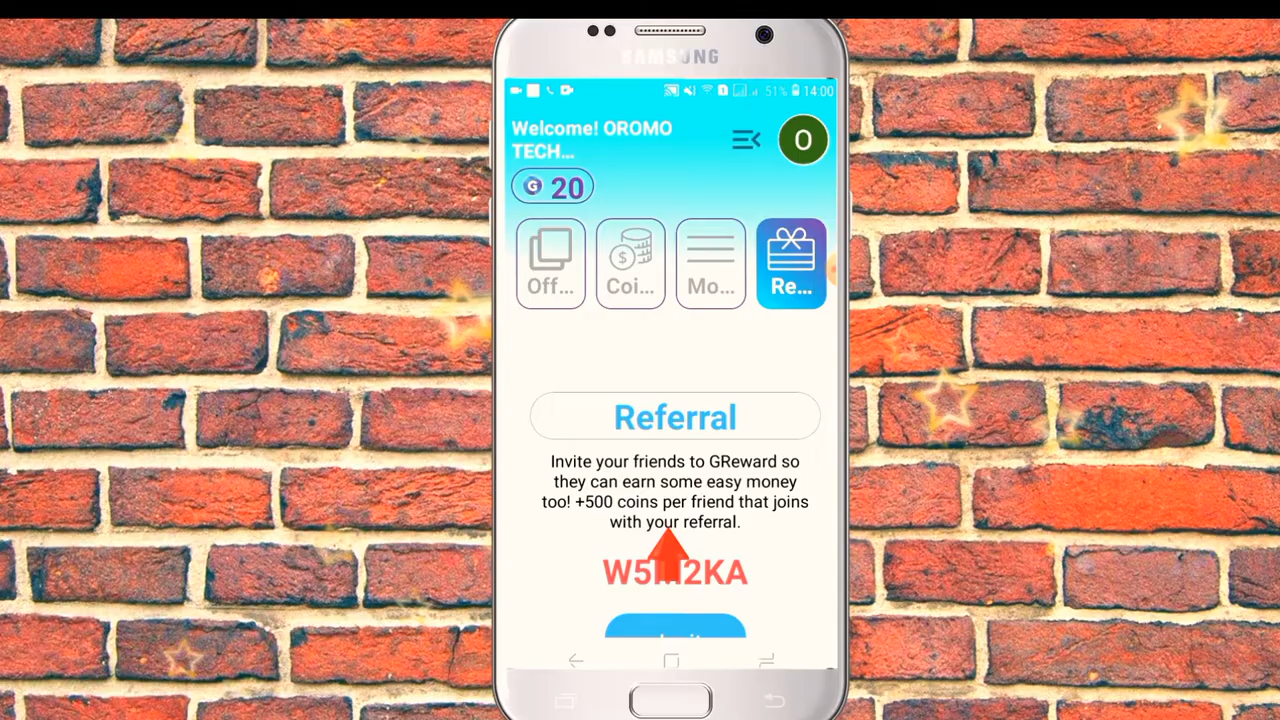 SAMSUNG
51% 14:00
Welcome! OROMO
TECH...
O
G 20
Off...
Coi...
Mo...
Re...
Referral
Invite your friends to GReward so
they can earn some easy money
too! +500 coins per friend that joins
with your referral.